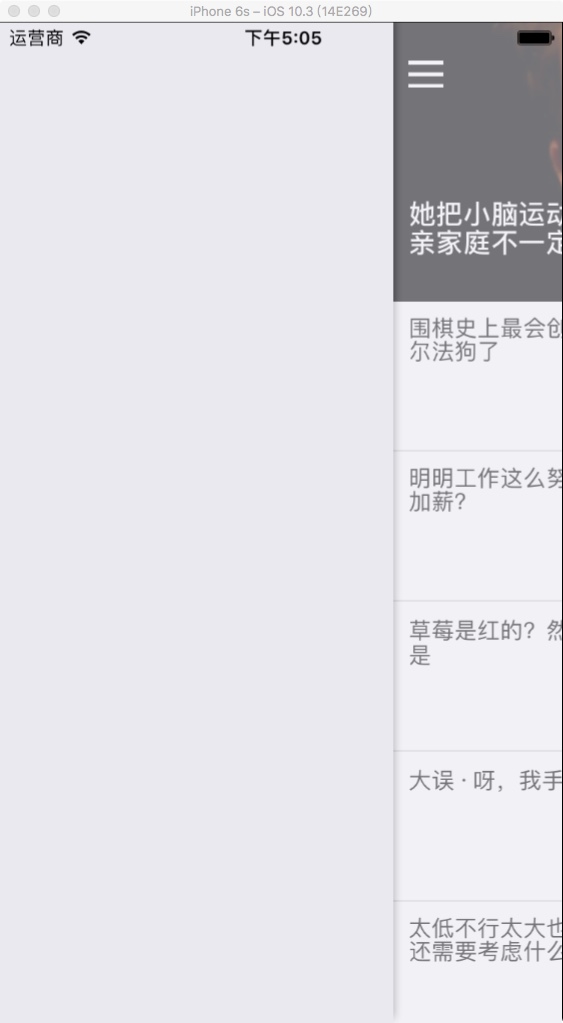 iPhone 6s – iOS 10.3 (14E269)
运营商
下午5:05
她把小脑运动
亲家庭不一定
围棋史上最会创
尔法狗了
明明工作这么努
加薪?
草莓是红的?然
是
大误 · 呀,我手
太低不行太大也
还需要考虑什么